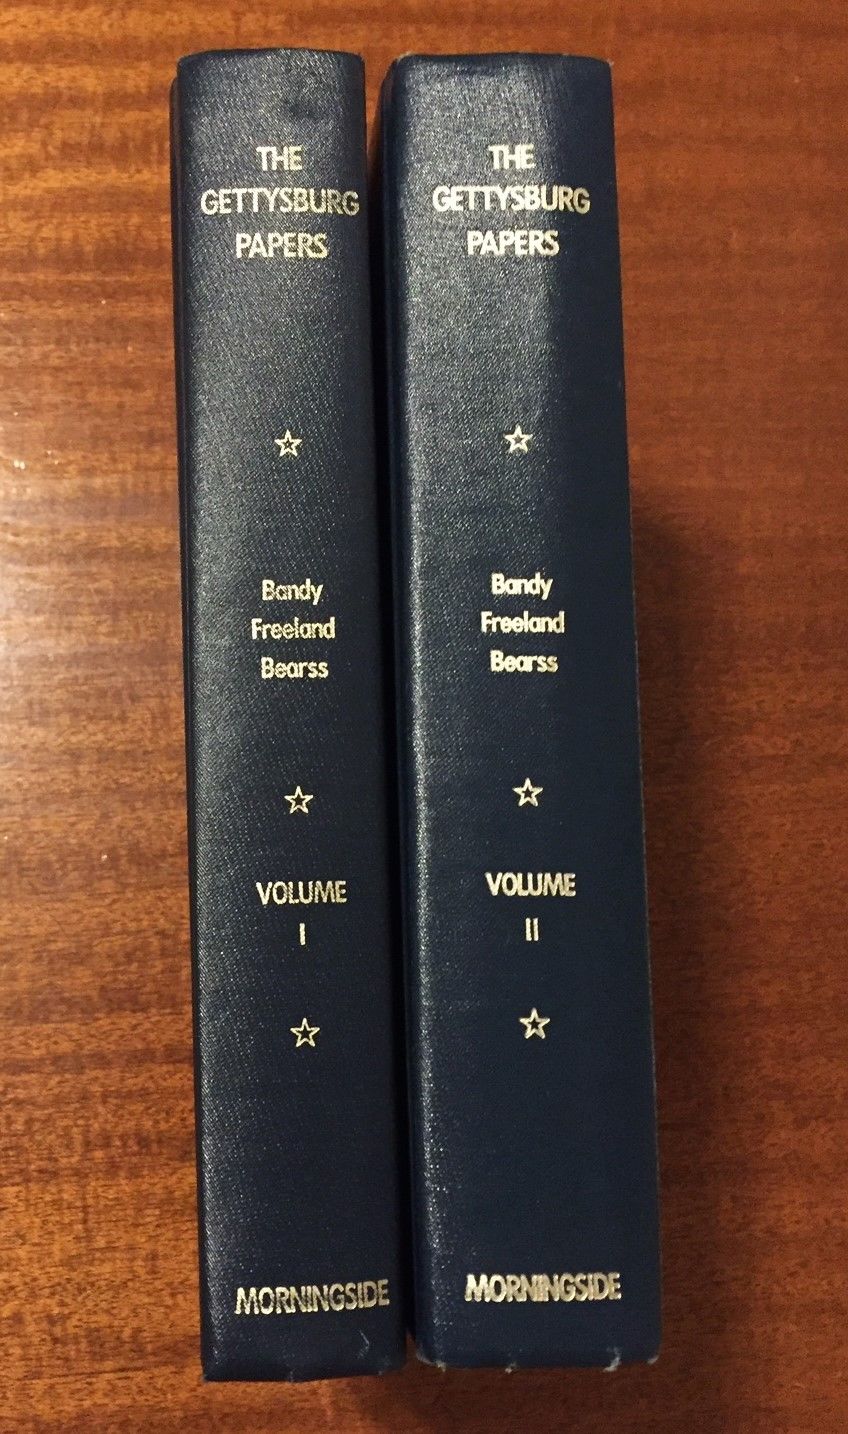 THE
GETTYSBURG
PAPERS
Bandy
Freeland
Bearss
VOLUME
I
MORNINGSIDE
THE
GETTYSBURG
PAPERS
Bandy
Freeland
Bearss
VOLUME
II
MORNINGSIDE